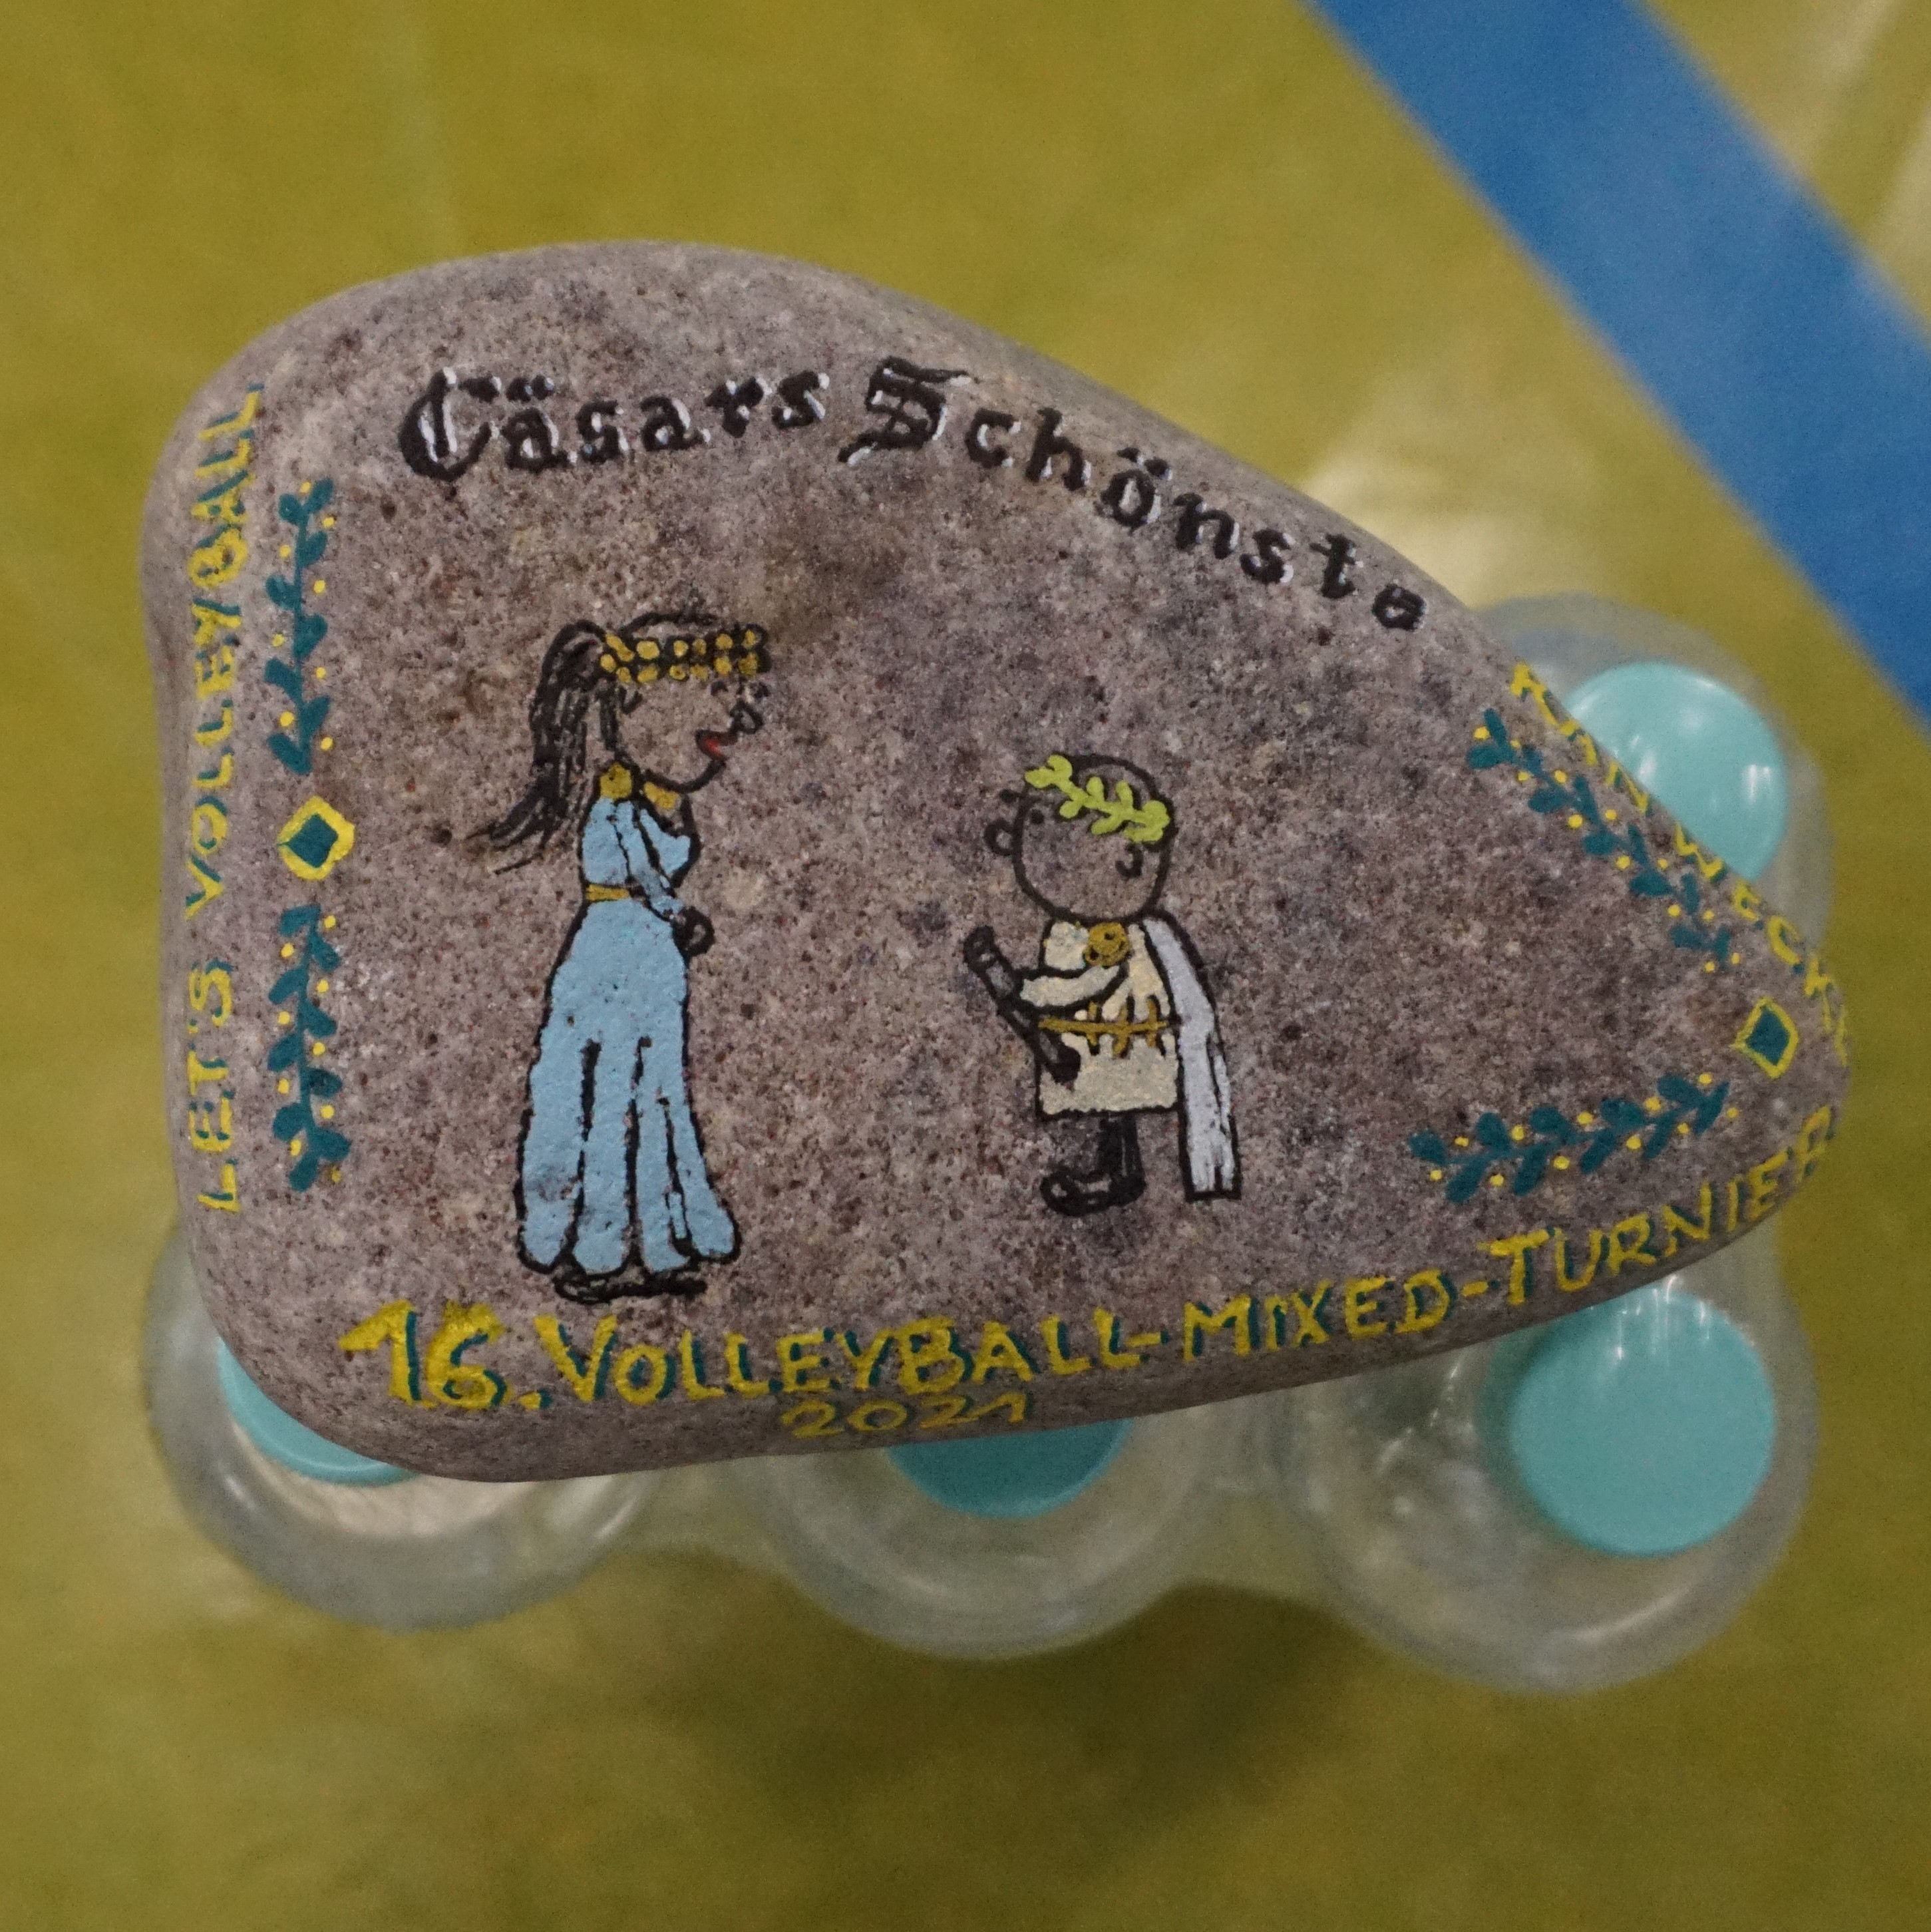 Cäsars Schönste
LET'S VOLLEYBALL
16. VOLLEYBALL-MIXED-TURNIER
2021